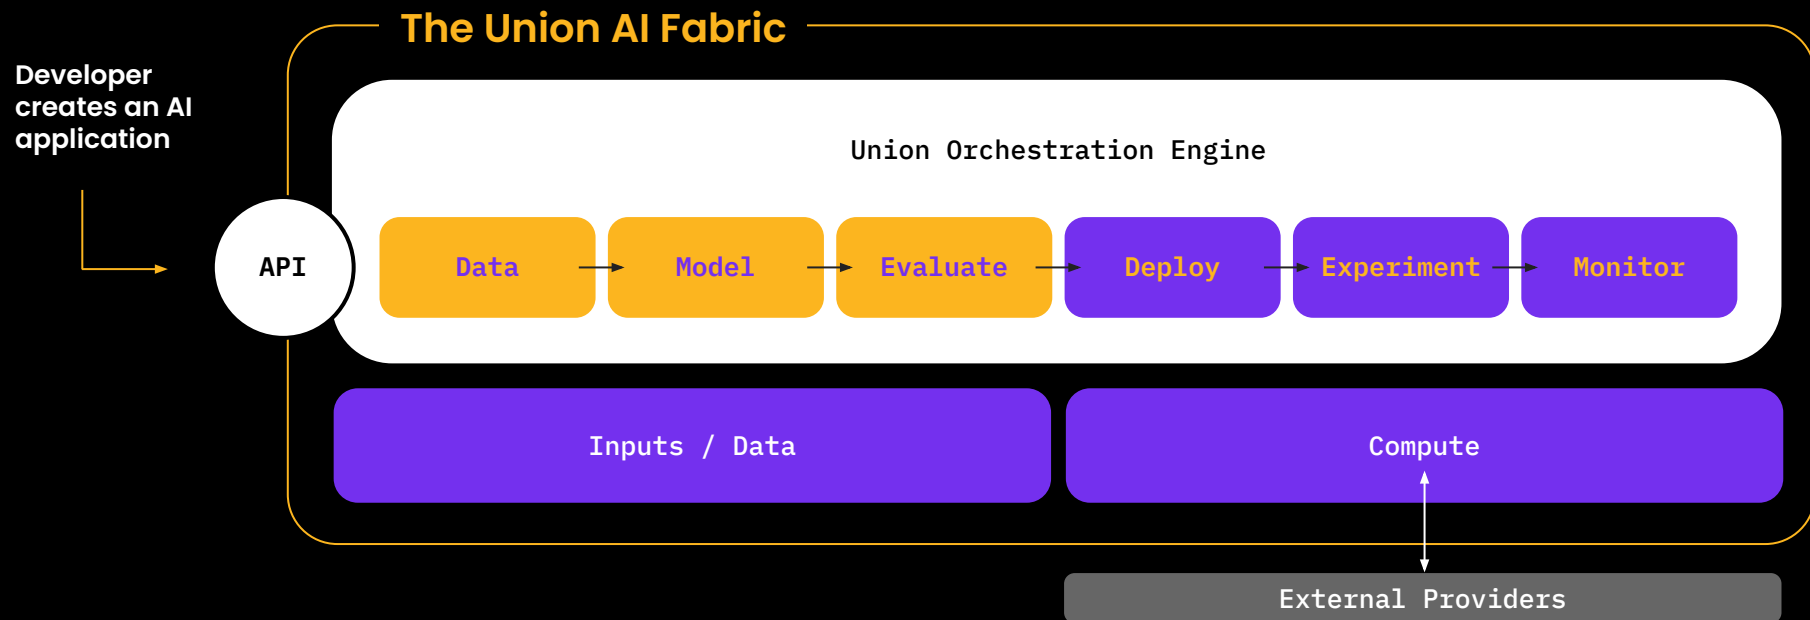 The Union AI Fabric
Developer
creates an AI
application
Union Orchestration Engine
API
Data
Model
Evaluate
Deploy
Experiment
Monitor
Inputs / Data
Compute
External Providers